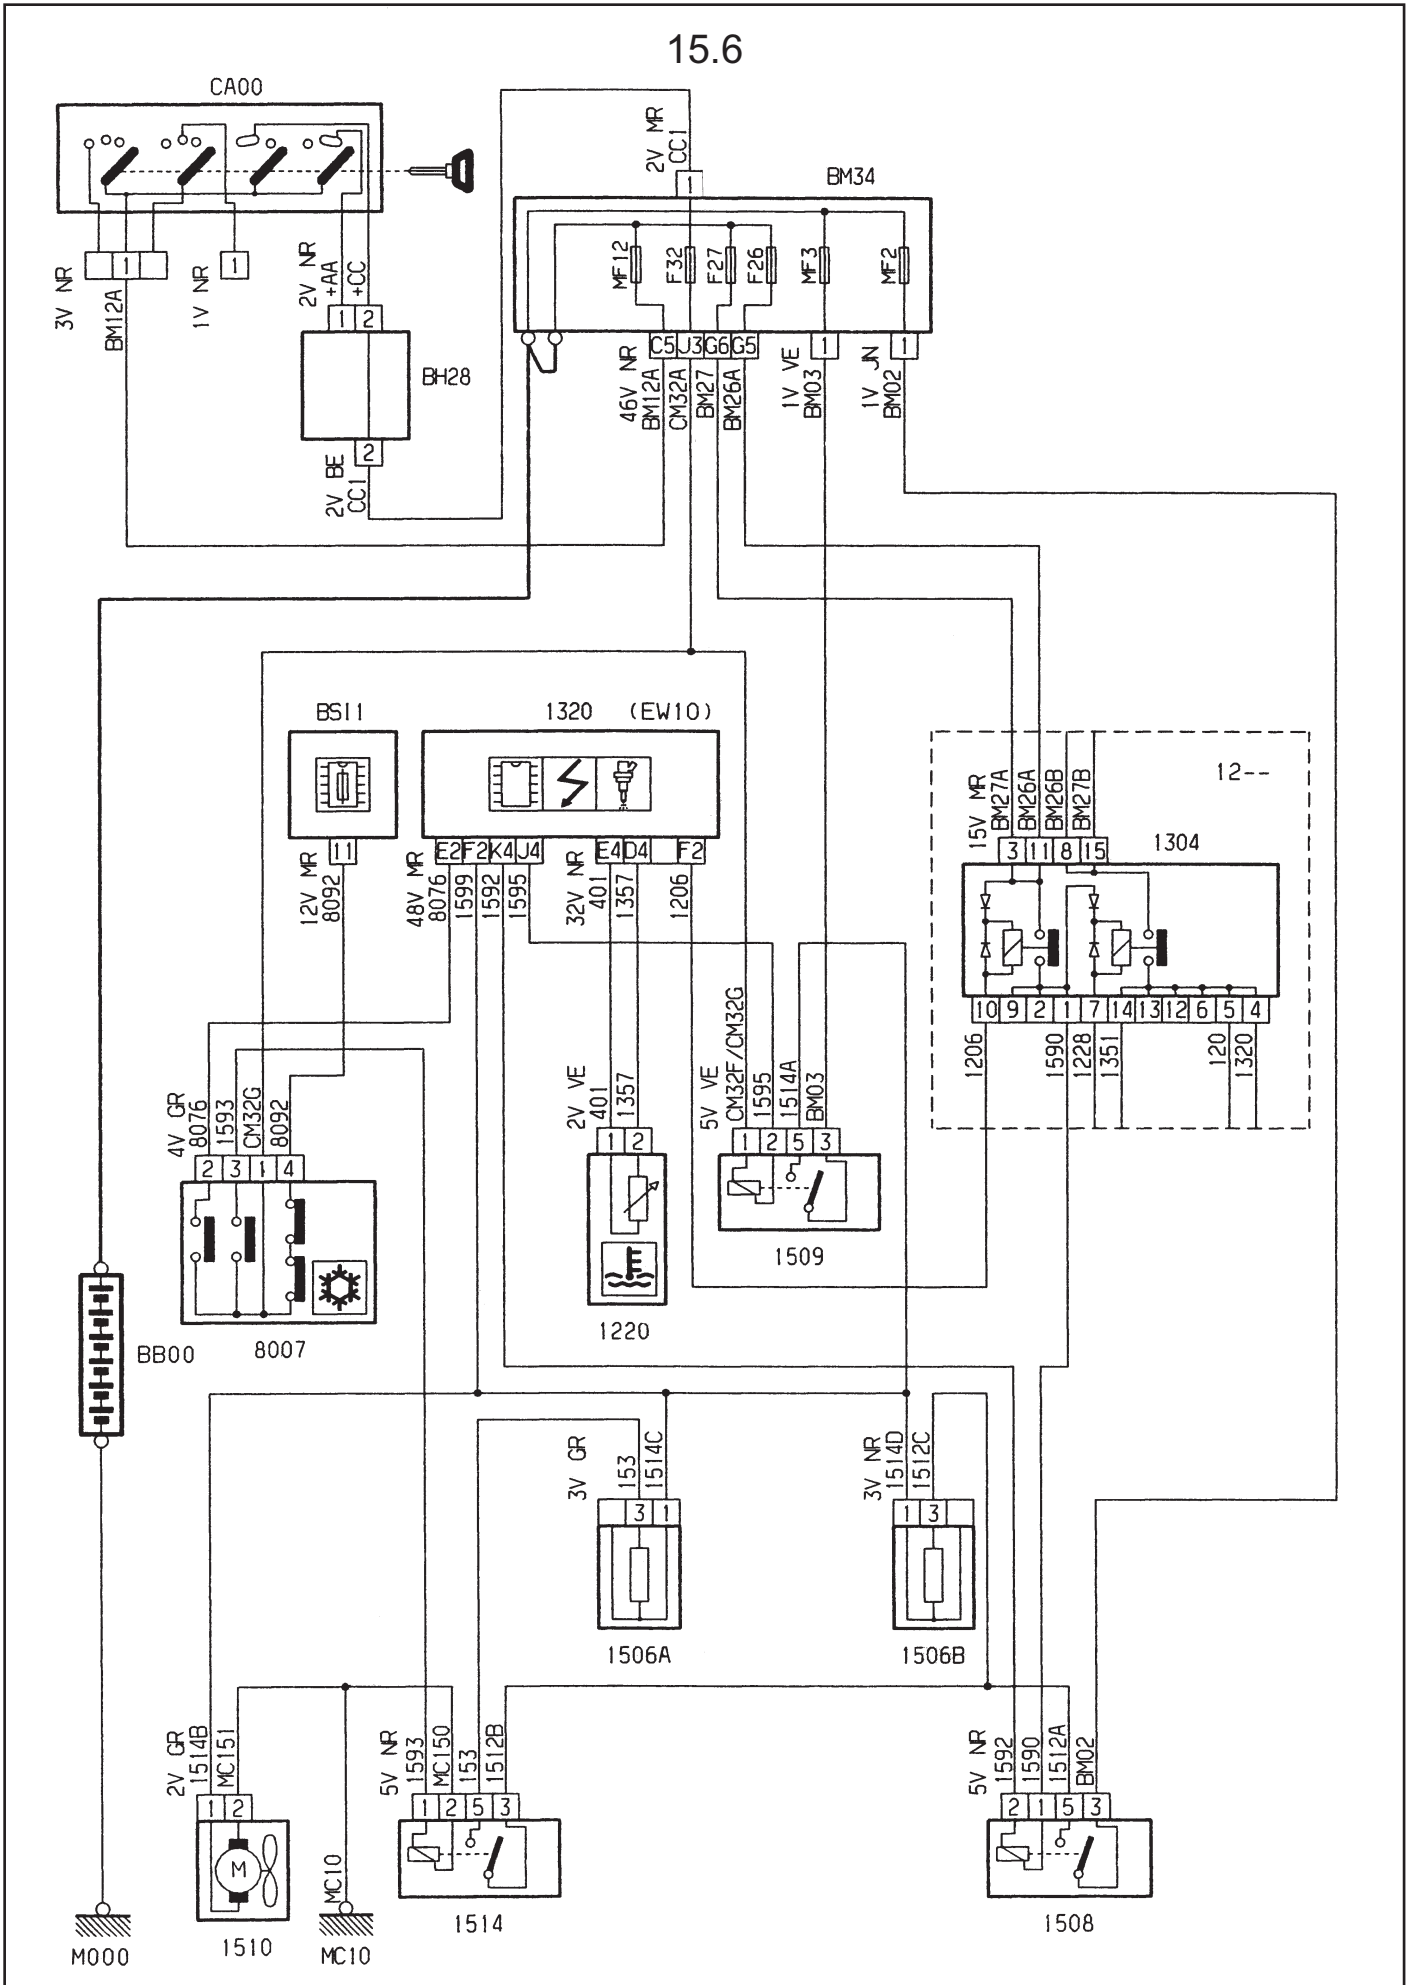 15.6
CA00
2V MR
CC1
1
BM34
MF12
F32
F27
F26
MF3
MF2
3V NR
1
BM12A
1V NR
1
2V NR
+AA
+CC
1 2
BH28
2
2V BE
CC1
C5 J3 G6 G5
1
1
46V NR
BM12A
CM32A
BM27
BM26A
1V VE
BM03
1V JN
BM02
BSI1
1320 (EW10)
12--
15V MR
BM27A
BM26A
BM26B
BM27B
1304
3 11 8 15
11
12V MR
8092
E2 F2 K4 J4
E4 D4
F2
48V MR
8076
1599
1592
1595
32V NR
401
1357
1206
10 9 2 1 7 14 13 12 6 5 4
1206
1590
1228
1351
120
1320
4V GR
8076
1593
CM32G
8092
2 3 1 4
8007
2V VE
401
1357
1 2
1220
5V VE
CM32F/CM32G
1595
1514A
BM03
1 2 5 3
1509
BB00
3V GR
153
1514C
3 1
1506A
3V NR
1514D
1512C
1 3
1506B
2V GR
1514B
MC151
1 2
M
1510
MC10
MC10
M000
5V NR
1593
MC150
153
1512B
1 2 5 3
1514
5V NR
1592
1590
1512A
BM02
2 1 5 3
1508